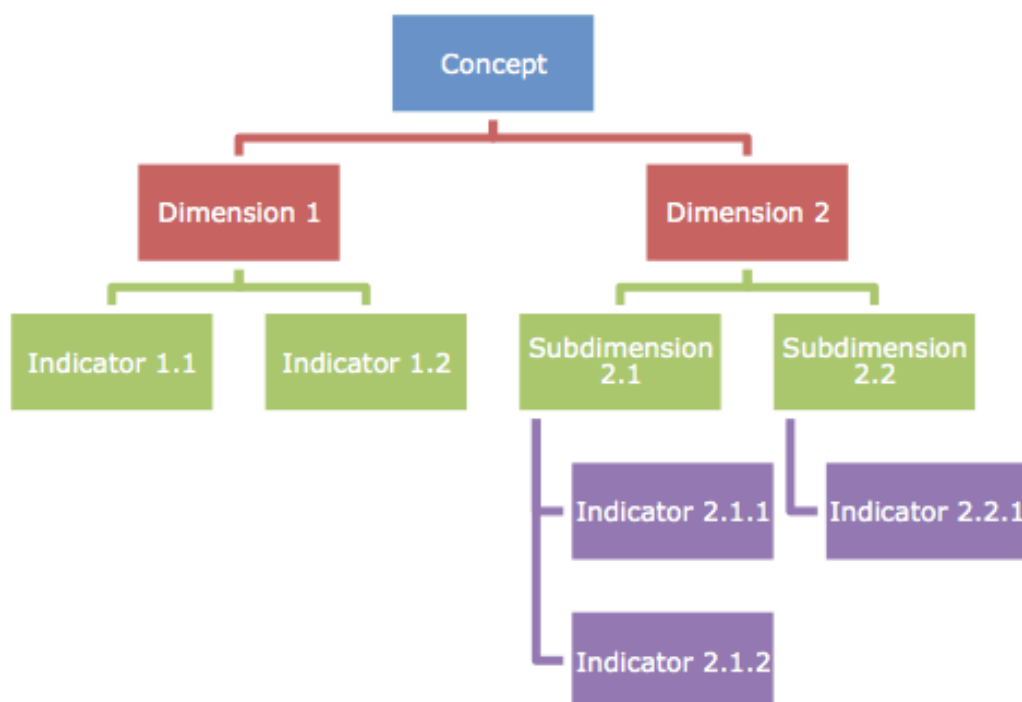 Concept
Dimension 1
Dimension 2
Indicator 1.1
Indicator 1.2
Subdimension
2.1
Subdimension
2.2
Indicator 2.1.1
Indicator 2.2.1
Indicator 2.1.2